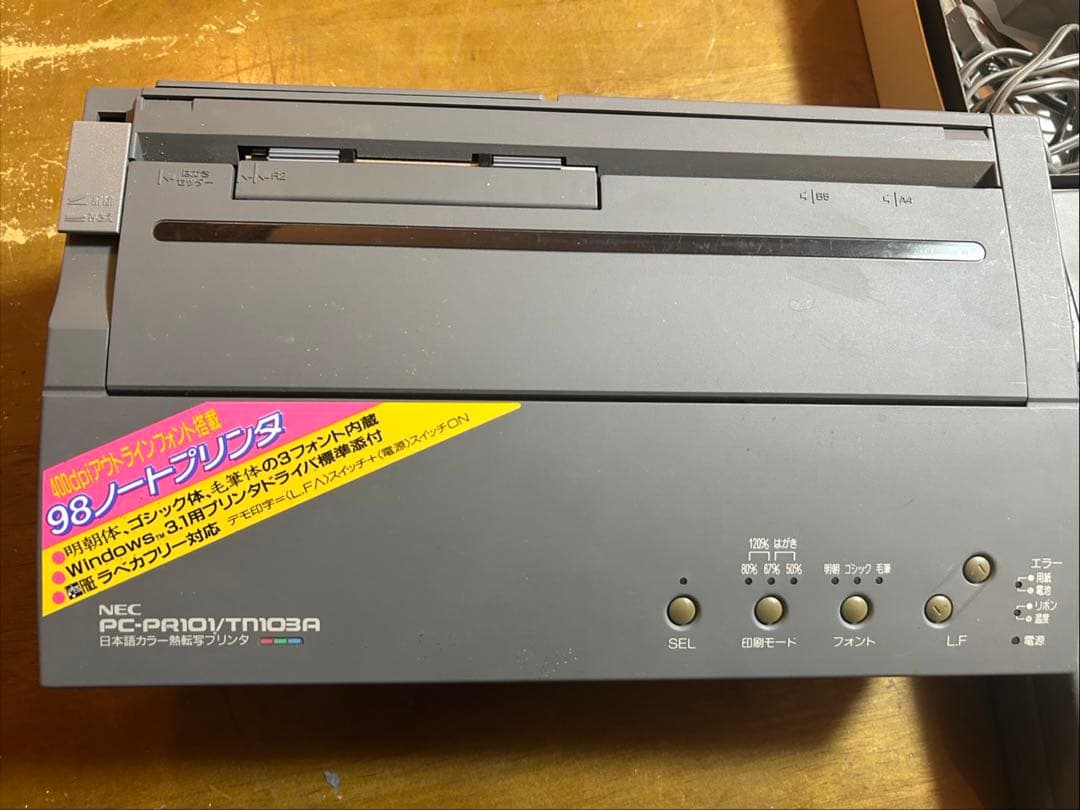 はがき
セッター
R2
B5
A4
400dpiアウトラインフォント搭載
98ノートプリンタ
●明朝体、ゴシック体、毛筆体の3フォント内蔵
●Windows™3.1用プリンタドライバ標準添付
ラベカフリー対応 デモ印字=〈L.F∧〉スイッチ+〈電源〉スイッチON
NEC
PC-PR101/TN103A
日本語カラー熱転写プリンタ
120% はがき
80% 67% 50%
明朝 ゴシック 毛筆
エラー
用紙
電池
リボン
温度
電源
SEL
印刷モード
フォント
L.F